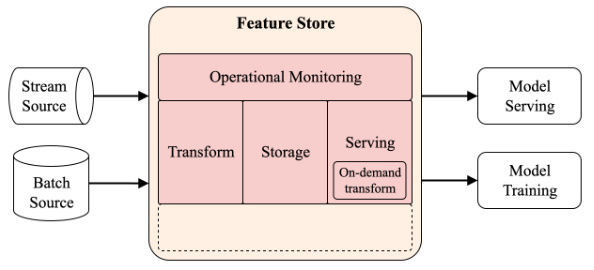 Feature Store
Operational Monitoring
Stream
Source
Batch
Source
Transform
Storage
Serving
On-demand
transform
Model
Serving
Model
Training